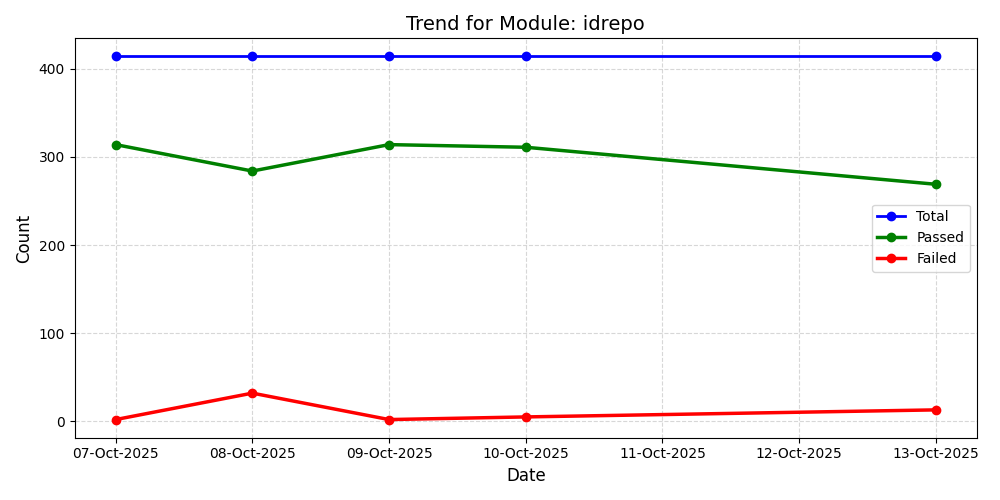 Trend for Module: idrepo
Count
400
300
200
100
0
Total
Passed
Failed
07-Oct-2025
08-Oct-2025
09-Oct-2025
10-Oct-2025
11-Oct-2025
12-Oct-2025
13-Oct-2025
Date